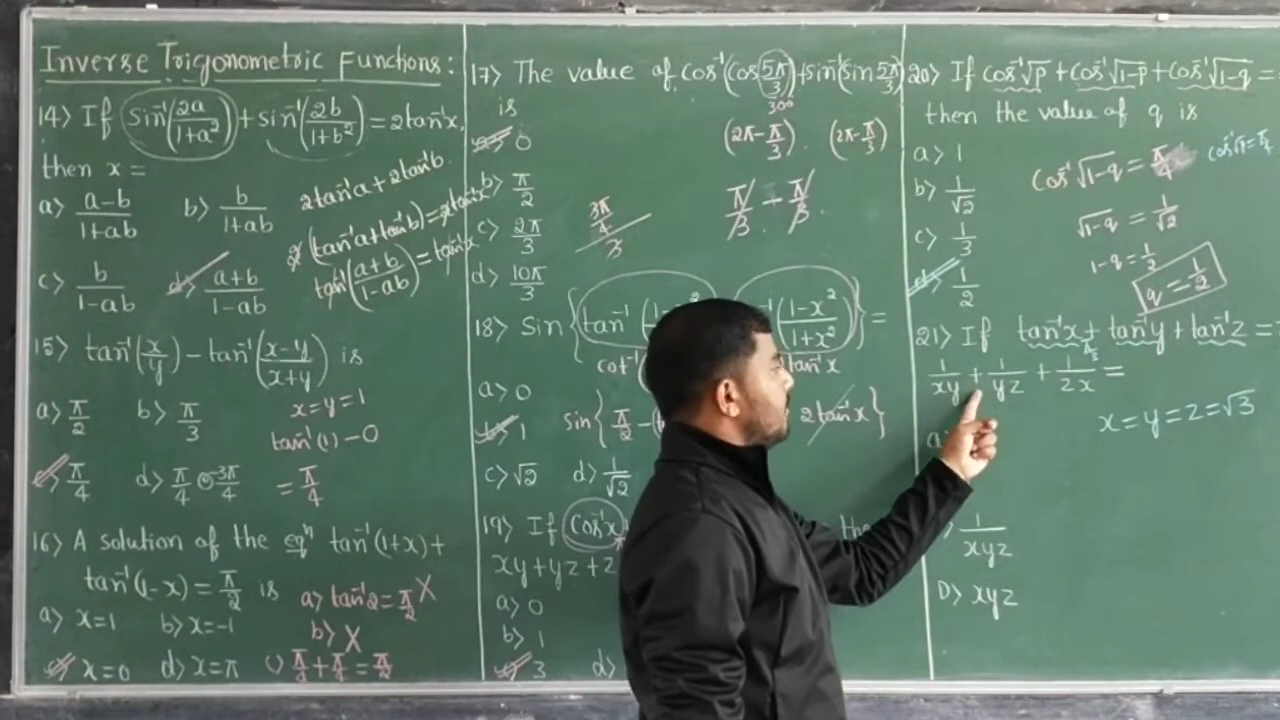 Inverse Trigonometric Functions:
14> If sin⁻¹(2a/1+a²) + sin⁻¹(2b/1+b²) = 2tan⁻¹x,
then x =
2tan⁻¹a + 2tan⁻¹b
a> a-b/1+ab b> b/1+ab
2(tan⁻¹a + tan⁻¹b) = 2tan⁻¹x
c> b/1-ab d> a+b/1-ab
tan⁻¹(a+b/1-ab) = tan⁻¹x
15> tan⁻¹(x/y) - tan⁻¹(x-y/x+y) is
a> π/2 b> π/3
x=y=1
tan⁻¹(1) - 0
π/4 d> π/4 or -3π/4
= π/4
16> A solution of the eqⁿ tan⁻¹(1+x) +
tan⁻¹(1-x) = π/2 is
a> tan⁻¹2 = π/2 X
a> x=1 b> x=-1
b> X
x=0 d> x=π
c) π/4 + π/4 = π/2
17> The value of cos⁻¹(cos 5π/3) + sin⁻¹(sin 5π/3)
300
is
0
(2π - π/3) (2π - π/3)
b> π/2
π/3 - π/3
c> 2π/3
3π/4/3
d> 10π/3
18> Sin{tan⁻¹(1-x²/ (1-x²/1+x²)} =
cot⁻¹ tan⁻¹x
a> 0
1 sin{π/2 - 2tan⁻¹x}
c> √2 d> 1/√2
19> If Cos⁻¹x the
xy+yz+z
a> 0
b> 1
3 d>
20> If cos⁻¹√p + cos⁻¹√1-p + cos⁻¹√1-q =
then the value of q is
a> 1
cos⁻¹√1-q = π/4
b> 1/√2
√1-q = 1/√2
c> 1/3
1-q = 1/2
1/2
q = 1/2
21> If tan⁻¹x + tan⁻¹y + tan⁻¹z =
1/xy + 1/yz + 1/zx =
x=y=z=√3
1/xyz
D> xyz